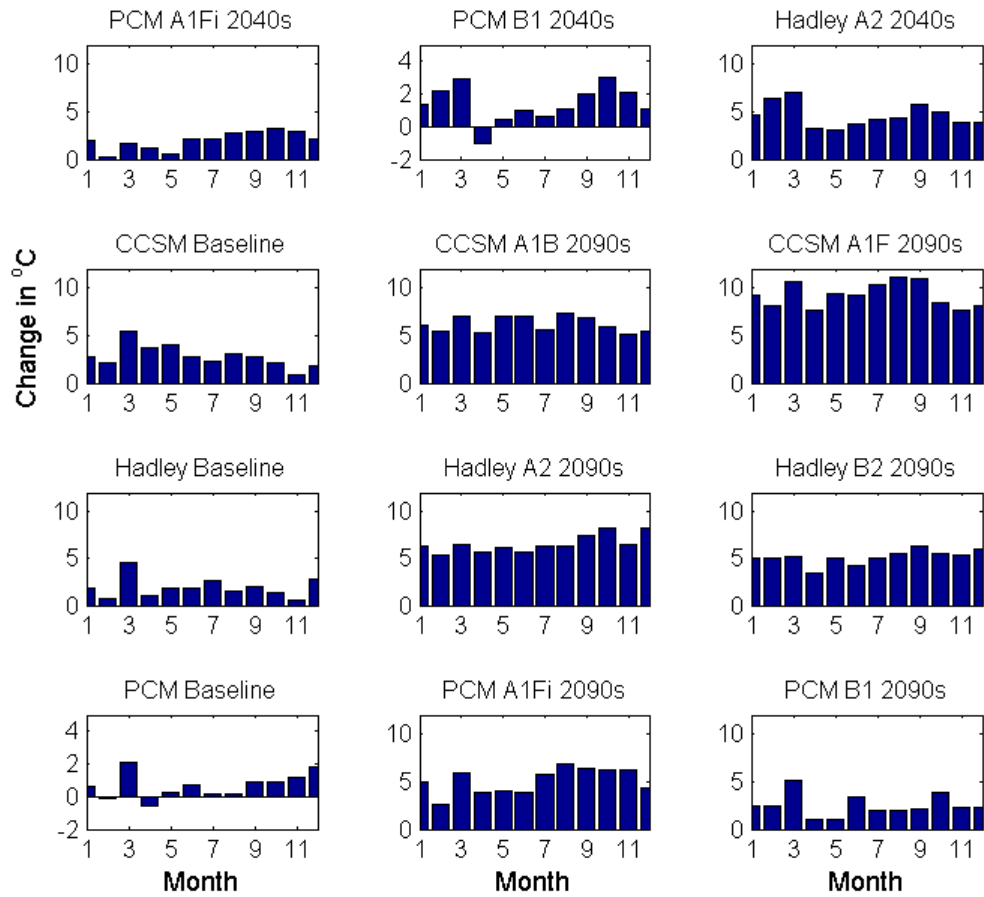 PCM A1Fi 2040s
PCM B1 2040s
Hadley A2 2040s
10
5
0
1 3 5 7 9 11
4
2
0
-2
1 3 5 7 9 11
10
5
0
1 3 5 7 9 11
Change in °C
CCSM Baseline
CCSM A1B 2090s
CCSM A1F 2090s
10
5
0
1 3 5 7 9 11
10
5
0
1 3 5 7 9 11
10
5
0
1 3 5 7 9 11
Hadley Baseline
Hadley A2 2090s
Hadley B2 2090s
10
5
0
1 3 5 7 9 11
10
5
0
1 3 5 7 9 11
10
5
0
1 3 5 7 9 11
PCM Baseline
PCM A1Fi 2090s
PCM B1 2090s
4
2
0
-2
1 3 5 7 9 11
10
5
0
1 3 5 7 9 11
10
5
0
1 3 5 7 9 11
Month
Month
Month